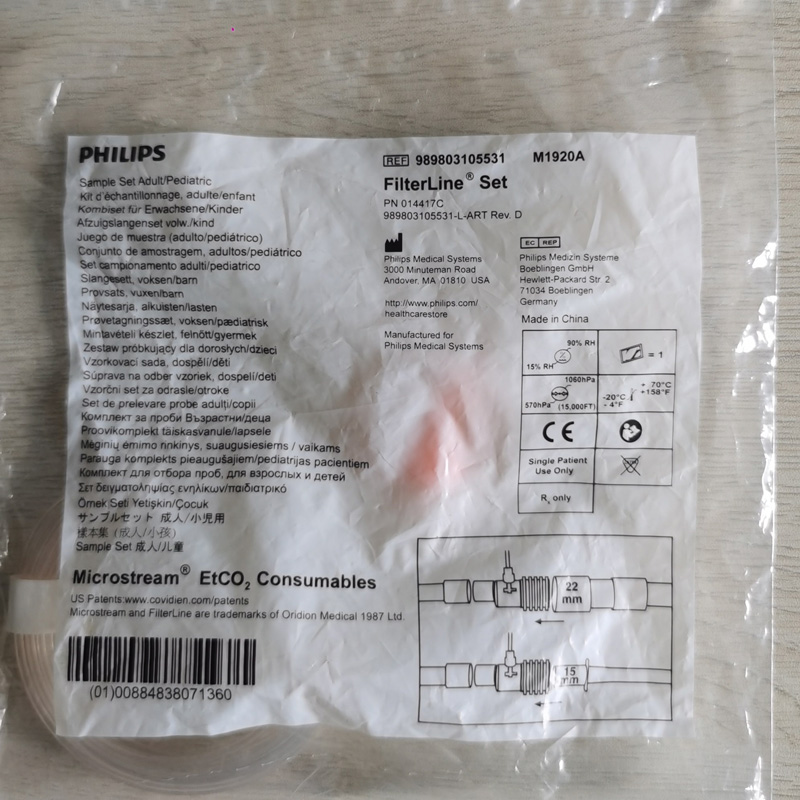 PHILIPS
Sample Set Adult/Pediatric
Kit d'échantillonnage, adulte/enfant
Kombiset für Erwachsene/Kinder
Afzuigslangenset volw./kind
Juego de muestra (adulto/pediátrico)
Conjunto de amostragem, adultos/pediátrico
Set campionamento adulti/pediatrico
Slangesett, voksen/barn
Provsats, vuxen/barn
Näytesarja, aikuisten/lasten
Prøvetagningssæt, voksen/pædiatrisk
Mintavételi készlet, felnőtt/gyermek
Zestaw próbkujący dla dorosłych/dzieci
Vzorkovací sada, dospělí/děti
Súprava na odber vzoriek, dospelí/deti
Vzorčni set za odrasle/otroke
Set de prelevare probe adulţi/copii
Комплект за проби Възрастни/деца
Proovikomplekt täiskasvanule/lapsele
Mėginių ėmimo rinkinys, suaugusiesiems / vaikams
Parauga komplekts pieaugušajiem/pediatrijas pacientiem
Комплект для отбора проб, для взрослых и детей
Σετ δειγματοληψίας ενηλίκων/παιδιατρικό
Örnek Seti Yetişkin/Çocuk
サンプルセット 成人/小児用
樣本集 (成人/小孩)
Sample Set 成人/儿童
Microstream® EtCO₂ Consumables
US Patents:www.covidien.com/patents
Microstream and FilterLine are trademarks of Oridion Medical 1987 Ltd.
(01)00884838071360
REF 989803105531 M1920A
FilterLine® Set
PN 014417C
989803105531-L-ART Rev. D
Philips Medical Systems
3000 Minuteman Road
Andover, MA 01810 USA
http://www.philips.com/
healthcarestore
Manufactured for
Philips Medical Systems
EC REP
Philips Medizin Systeme
Boeblingen GmbH
Hewlett-Packard Str. 2
71034 Boeblingen
Germany
Made in China
90% RH
15% RH
= 1
1060hPa
570hPa (15,000FT)
+ 70°C
+158°F
-20°C
- 4°F
CE
Single Patient
Use Only
Rx only
22
mm
15
mm